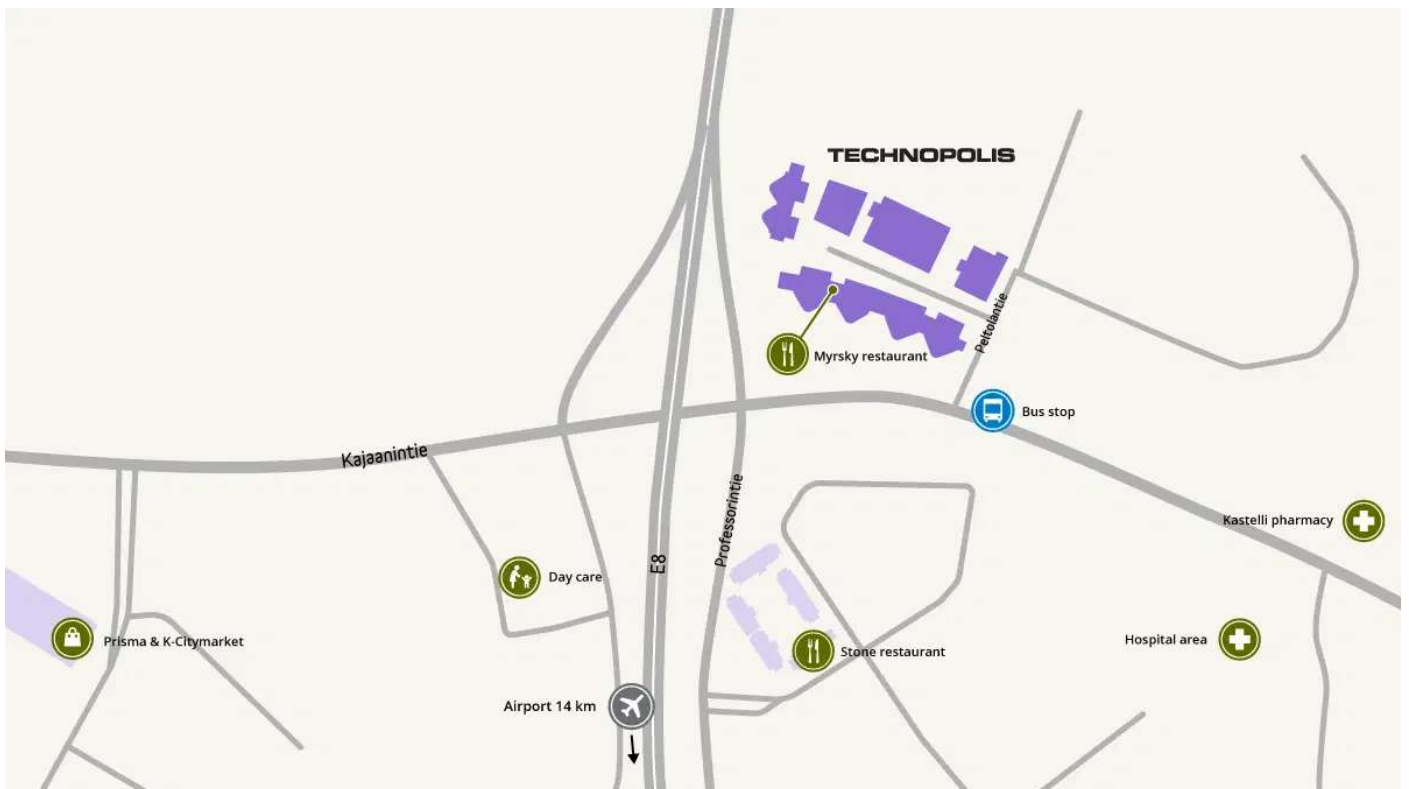 TECHNOPOLIS
Peltolantie
Myrsky restaurant
Bus stop
Kajaanintie
Professorintie
Kastelli pharmacy
E8
Day care
Prisma & K-Citymarket
Stone restaurant
Hospital area
Airport 14 km